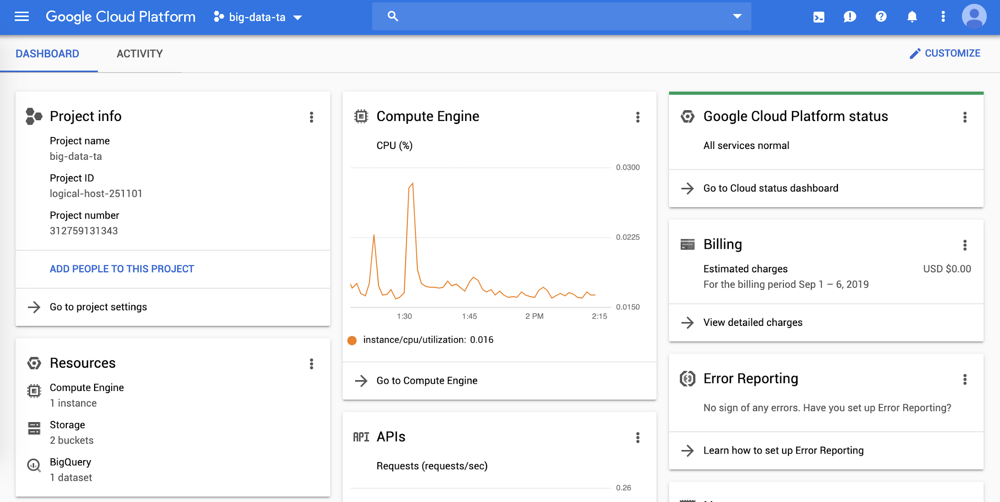 Google Cloud Platform
big-data-ta
DASHBOARD
ACTIVITY
CUSTOMIZE
Project info
Project name
big-data-ta
Project ID
logical-host-251101
Project number
312759131343
ADD PEOPLE TO THIS PROJECT
Go to project settings
Resources
Compute Engine
1 instance
Storage
2 buckets
BigQuery
1 dataset
Compute Engine
CPU (%)
0.0300
0.0225
0.0150
1:30
1:45
2 PM
2:15
instance/cpu/utilization: 0.016
Go to Compute Engine
API
APIs
Requests (requests/sec)
0.26
Google Cloud Platform status
All services normal
Go to Cloud status dashboard
Billing
Estimated charges
USD $0.00
For the billing period Sep 1 – 6, 2019
View detailed charges
Error Reporting
No sign of any errors. Have you set up Error Reporting?
Learn how to set up Error Reporting